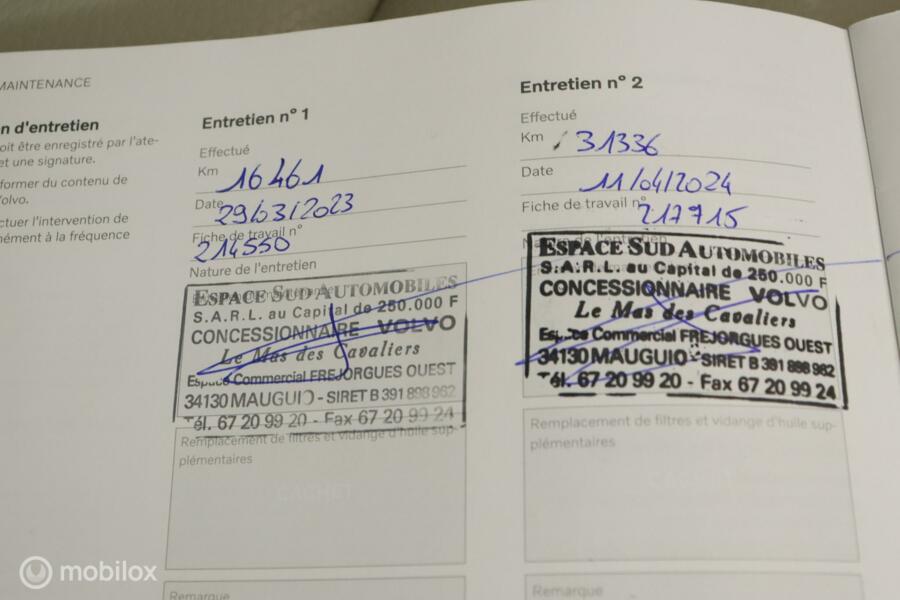 MAINTENANCE
n d'entretien
oit être enregistré par l'ate-
et une signature.
former du contenu de
olvo.
ctuer l'intervention de
nément à la fréquence
Entretien n° 1
Effectué
Km 16461
Date 29/03/2023
Fiche de travail n°
214550
Nature de l'entretien
ESPACE SUD AUTOMOBILES
S.A.R.L. au Capital de 250.000 F
CONCESSIONNAIRE VOLVO
Le Mas des Cavaliers
Espace Commercial FREJORGUES OUEST
34130 MAUGUIO - SIRET B 391 898 962
Tél. 67 20 99 20 - Fax 67 20 99 24
Remplacement de filtres et vidange d'huile sup-
plémentaires
CACHET
Remarque
Entretien n° 2
Effectué
Km 31336
Date 11/04/2024
Fiche de travail n° 217715
Nature de l'entretien
ESPACE SUD AUTOMOBILES
S.A.R.L. au Capital de 250.000 F
CONCESSIONNAIRE VOLVO
Le Mas des Cavaliers
Espace Commercial FREJORGUES OUEST
34130 MAUGUIO - SIRET B 391 898 962
Tél. 67 20 99 20 - Fax 67 20 99 24
Remplacement de filtres et vidange d'huile sup-
plémentaires
CACHET
Remarque
mobilox